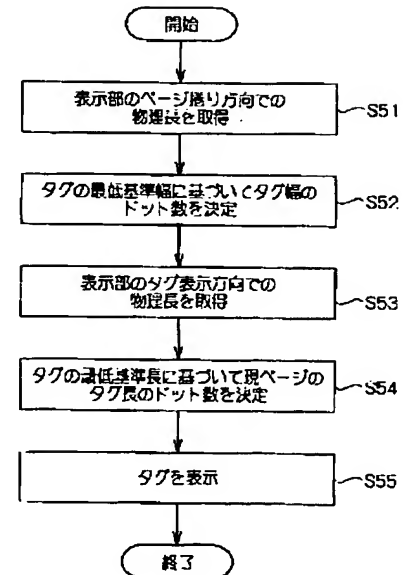 開始
表示部のページ捲り方向での
物理長を取得
S51
タグの最低基準幅に基づいてタグ幅の
ドット数を決定
S52
表示部のタグ表示方向での
物理長を取得
S53
タグの最低基準長に基づいて現ページの
タグ長のドット数を決定
S54
タグを表示
S55
終了